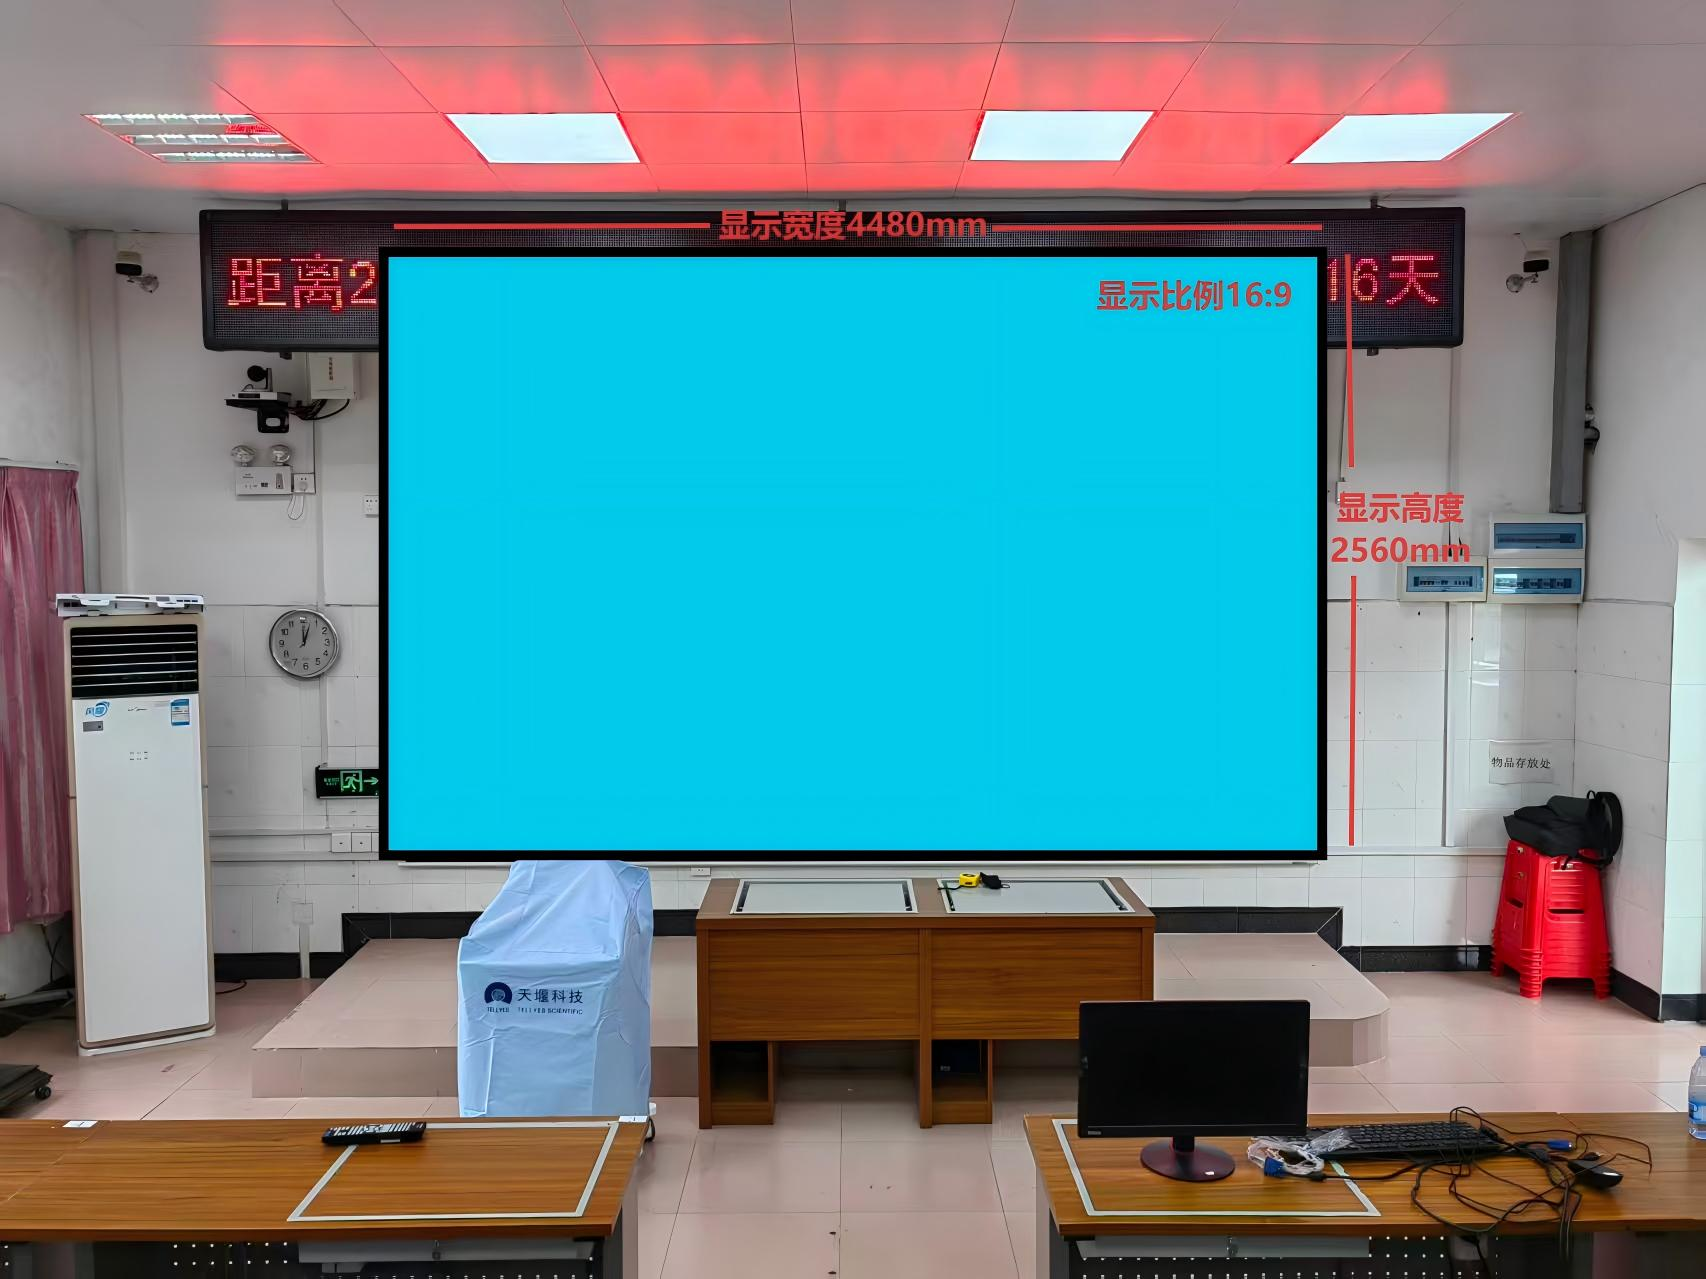 显示宽度4480mm
距离2
16天
显示比例16:9
显示高度
2560mm
物品存放处
天堰科技
TELLYES SCIENTIFIC